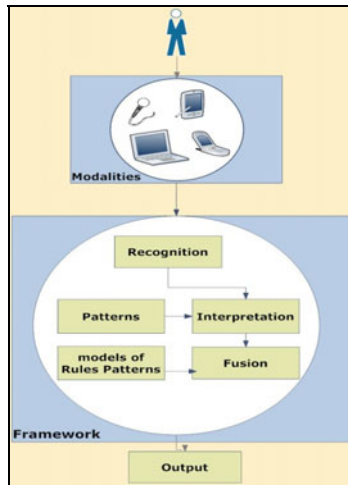 Modalities
Recognition
Patterns
Interpretation
models of
Rules Patterns
Fusion
Framework
Output